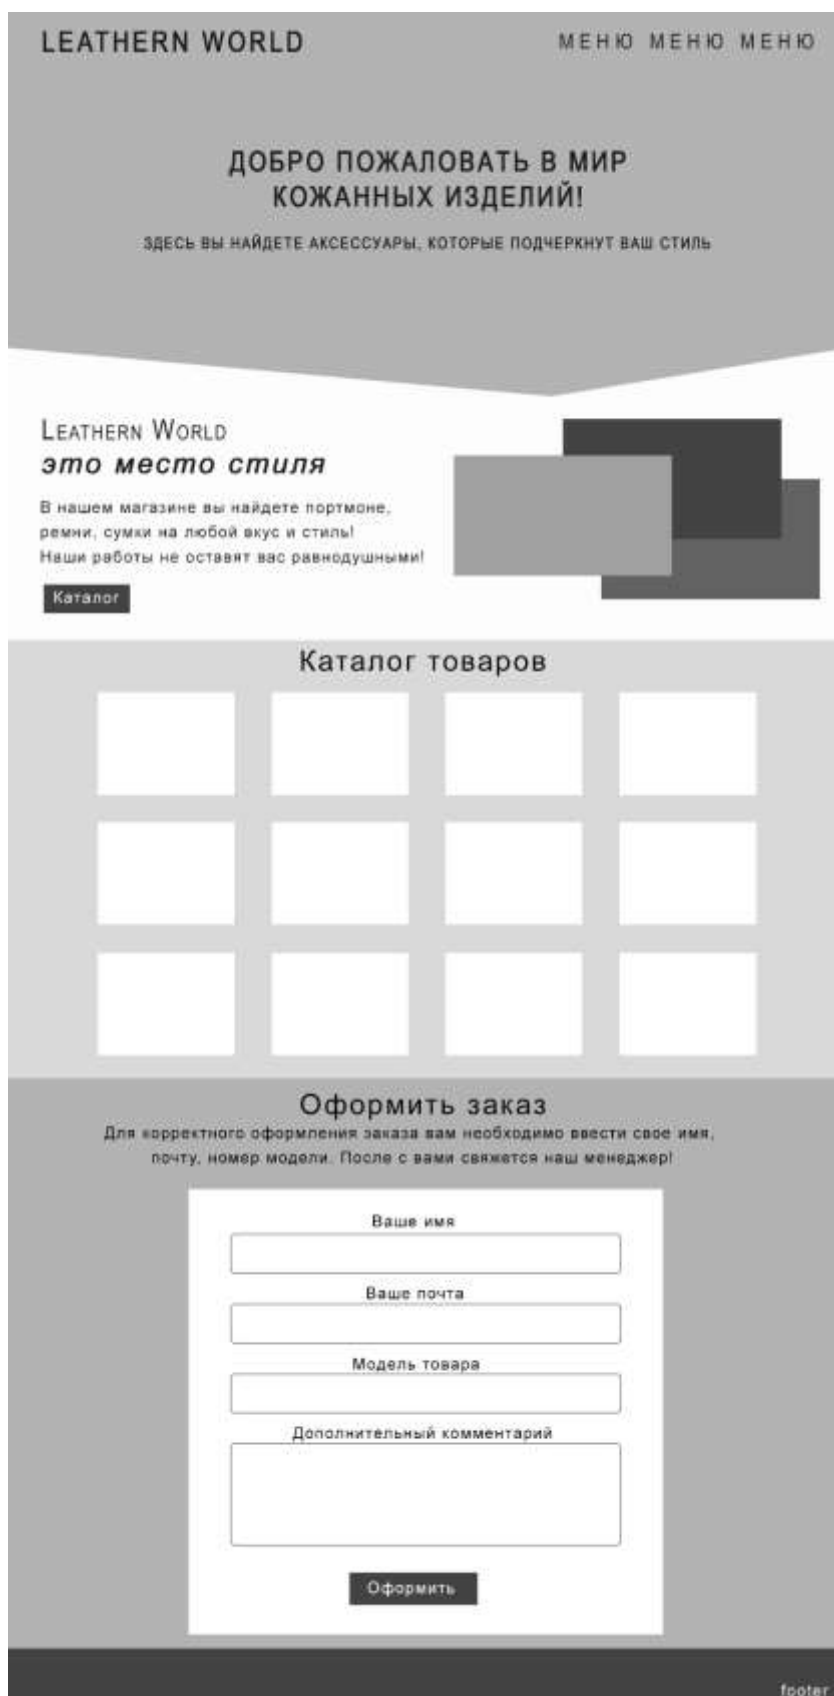 LEATHERN WORLD
МЕНЮ МЕНЮ МЕНЮ
ДОБРО ПОЖАЛОВАТЬ В МИР
КОЖАННЫХ ИЗДЕЛИЙ!
ЗДЕСЬ ВЫ НАЙДЕТЕ АКСЕССУАРЫ, КОТОРЫЕ ПОДЧЕРКНУТ ВАШ СТИЛЬ
LEATHERN WORLD
это место стиля
В нашем магазине вы найдете портмоне,
ремни, сумки на любой вкус и стиль!
Наши работы не оставят вас равнодушными!
Каталог
Каталог товаров
Оформить заказ
Для корректного оформления заказа вам необходимо ввести свое имя,
почту, номер модели. После с вами свяжется наш менеджер!
Ваше имя
Ваше почта
Модель товара
Дополнительный комментарий
Оформить
footer